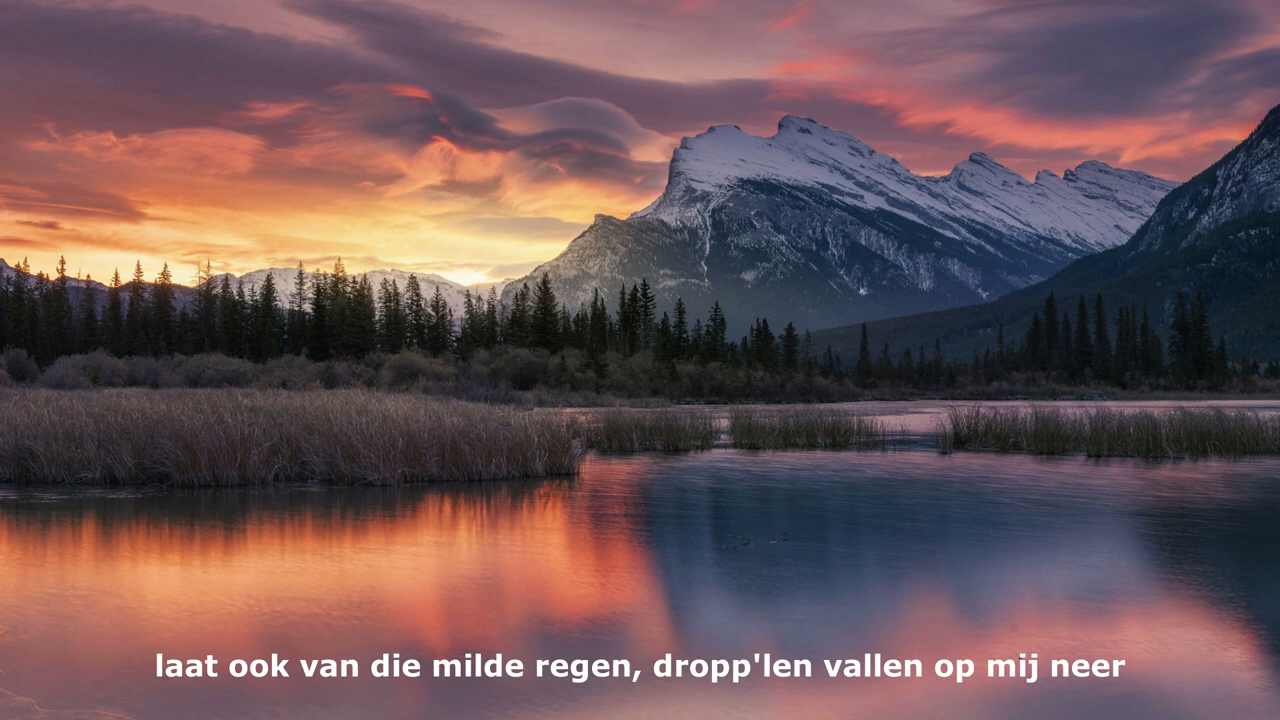 laat ook van die milde regen, dropp'len vallen op mij neer